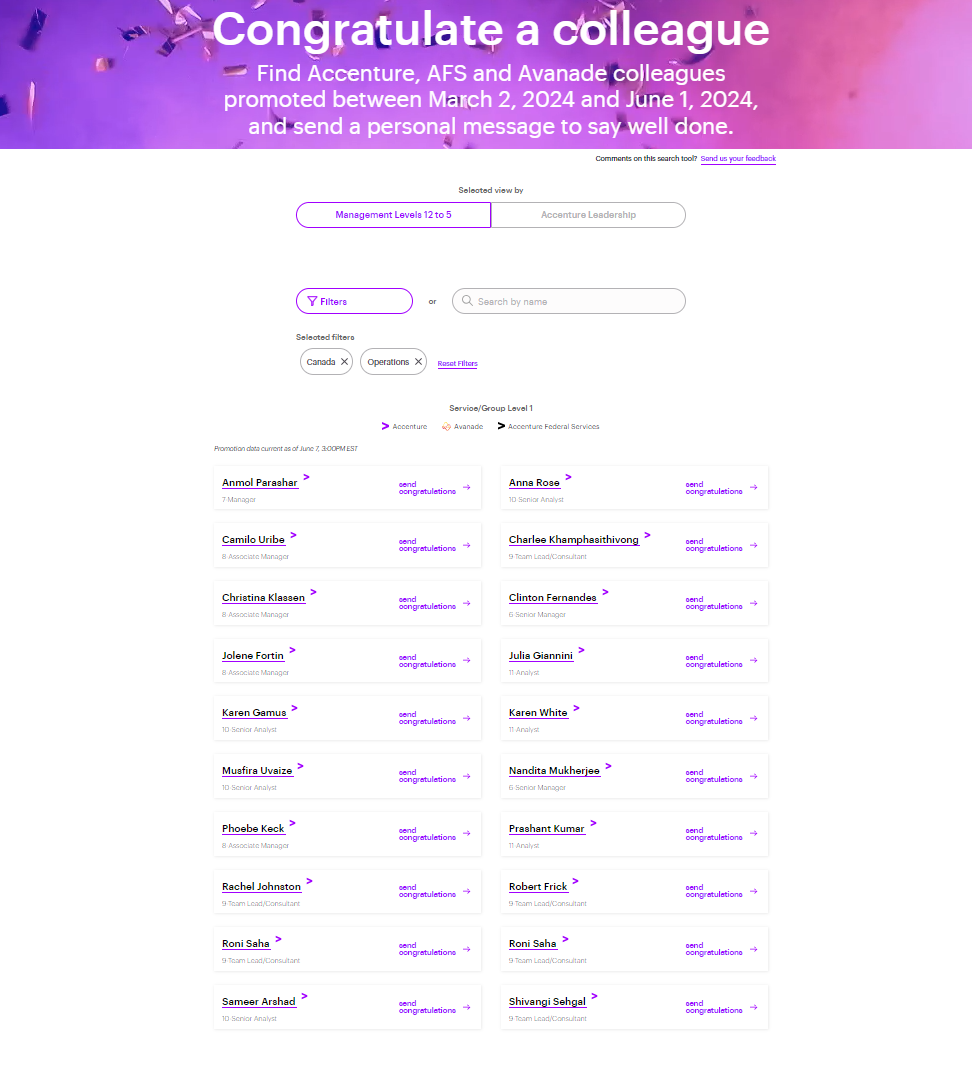 Congratulate a colleague
Find Accenture, AFS and Avanade colleagues
promoted between March 2, 2024 and June 1, 2024,
and send a personal message to say well done.
Comments on this search tool? Send us your feedback
Selected view by
Management Levels 12 to 5
Accenture Leadership
Filters
or
Search by name
Selected filters
Canada
Operations
Reset Filters
Service/Group Level 1
Accenture
Avanade
Accenture Federal Services
Promotion data current as of June 7, 3:00PM EST
Anmol Parashar
7-Manager
send
congratulations
Anna Rose
10-Senior Analyst
send
congratulations
Camilo Uribe
8-Associate Manager
send
congratulations
Charlee Khamphasithivong
9-Team Lead/Consultant
send
congratulations
Christina Klassen
8-Associate Manager
send
congratulations
Clinton Fernandes
6-Senior Manager
send
congratulations
Jolene Fortin
8-Associate Manager
send
congratulations
Julia Giannini
11-Analyst
send
congratulations
Karen Gamus
10-Senior Analyst
send
congratulations
Karen White
11-Analyst
send
congratulations
Musfira Uvaize
10-Senior Analyst
send
congratulations
Nandita Mukherjee
6-Senior Manager
send
congratulations
Phoebe Keck
8-Associate Manager
send
congratulations
Prashant Kumar
11-Analyst
send
congratulations
Rachel Johnston
9-Team Lead/Consultant
send
congratulations
Robert Frick
9-Team Lead/Consultant
send
congratulations
Roni Saha
9-Team Lead/Consultant
send
congratulations
Roni Saha
9-Team Lead/Consultant
send
congratulations
Sameer Arshad
10-Senior Analyst
send
congratulations
Shivangi Sehgal
9-Team Lead/Consultant
send
congratulations